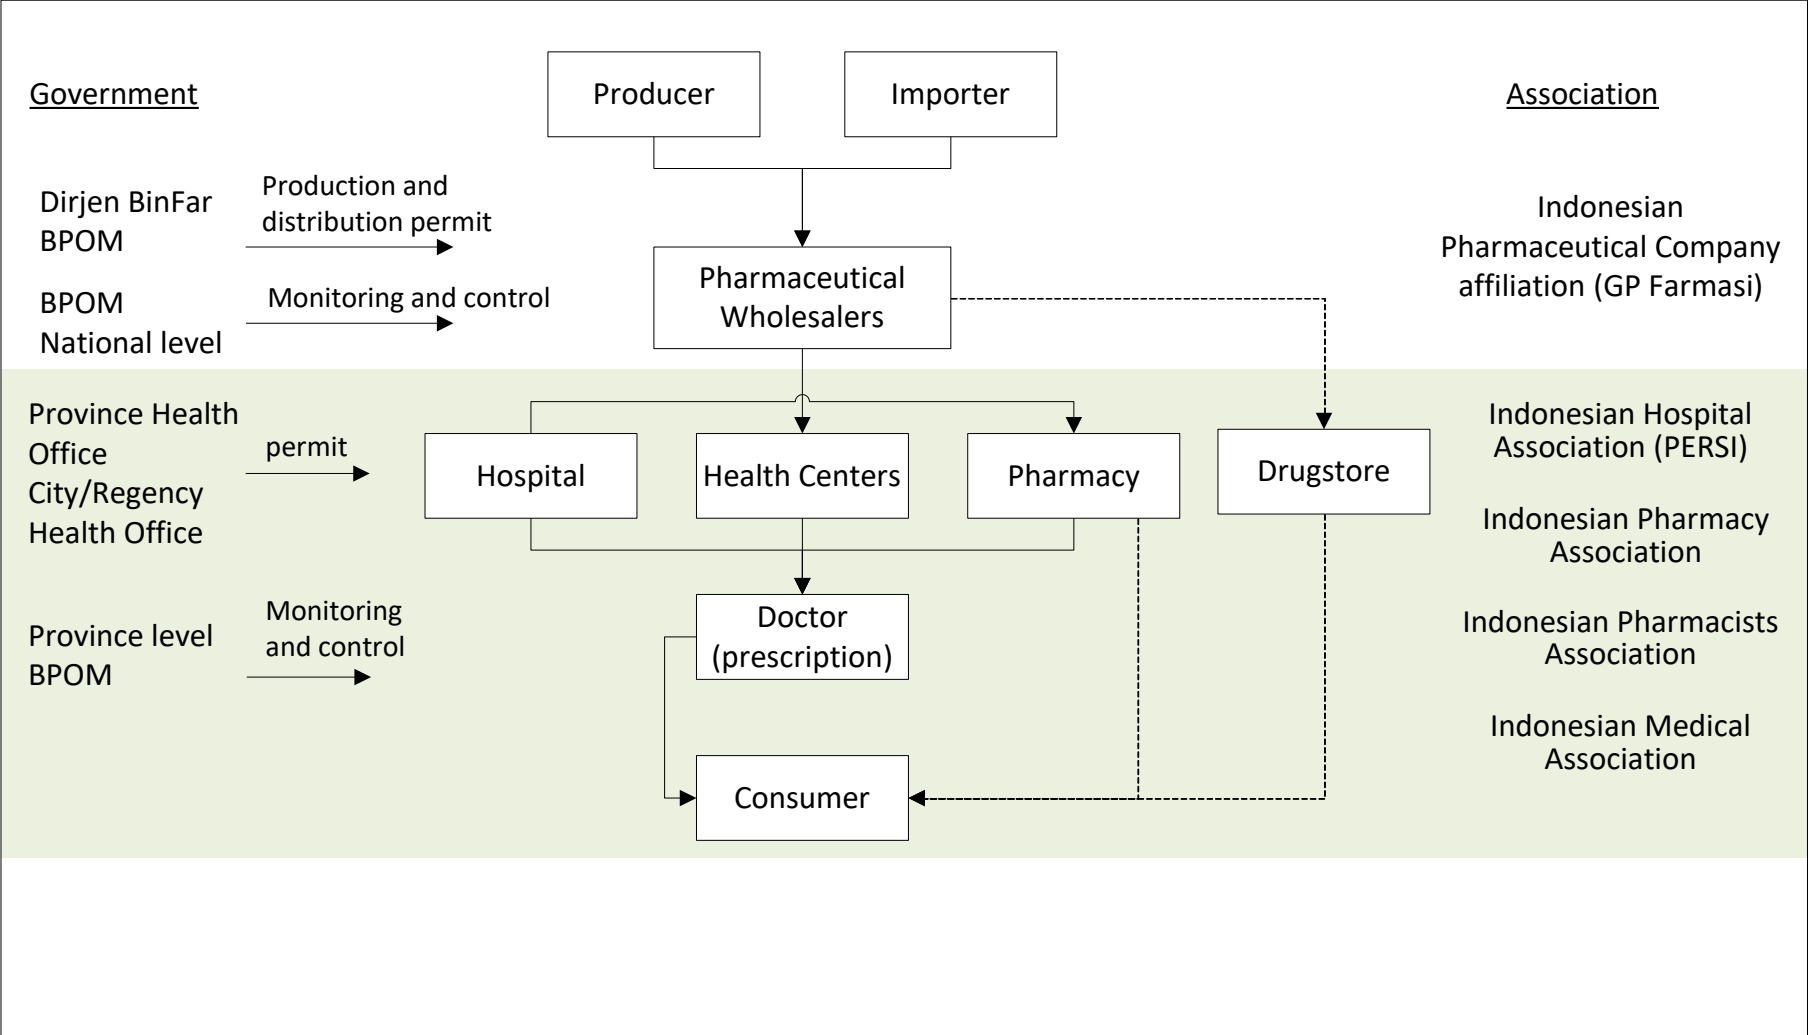 Government
Producer
Importer
Association
Dirjen BinFar
BPOM
Production and
distribution permit
Indonesian
Pharmaceutical Company
affiliation (GP Farmasi)
BPOM
National level
Monitoring and control
Pharmaceutical
Wholesalers
Province Health
Office
City/Regency
Health Office
permit
Hospital
Health Centers
Pharmacy
Drugstore
Indonesian Hospital
Association (PERSI)
Indonesian Pharmacy
Association
Province level
BPOM
Monitoring
and control
Doctor
(prescription)
Indonesian Pharmacists
Association
Indonesian Medical
Association
Consumer